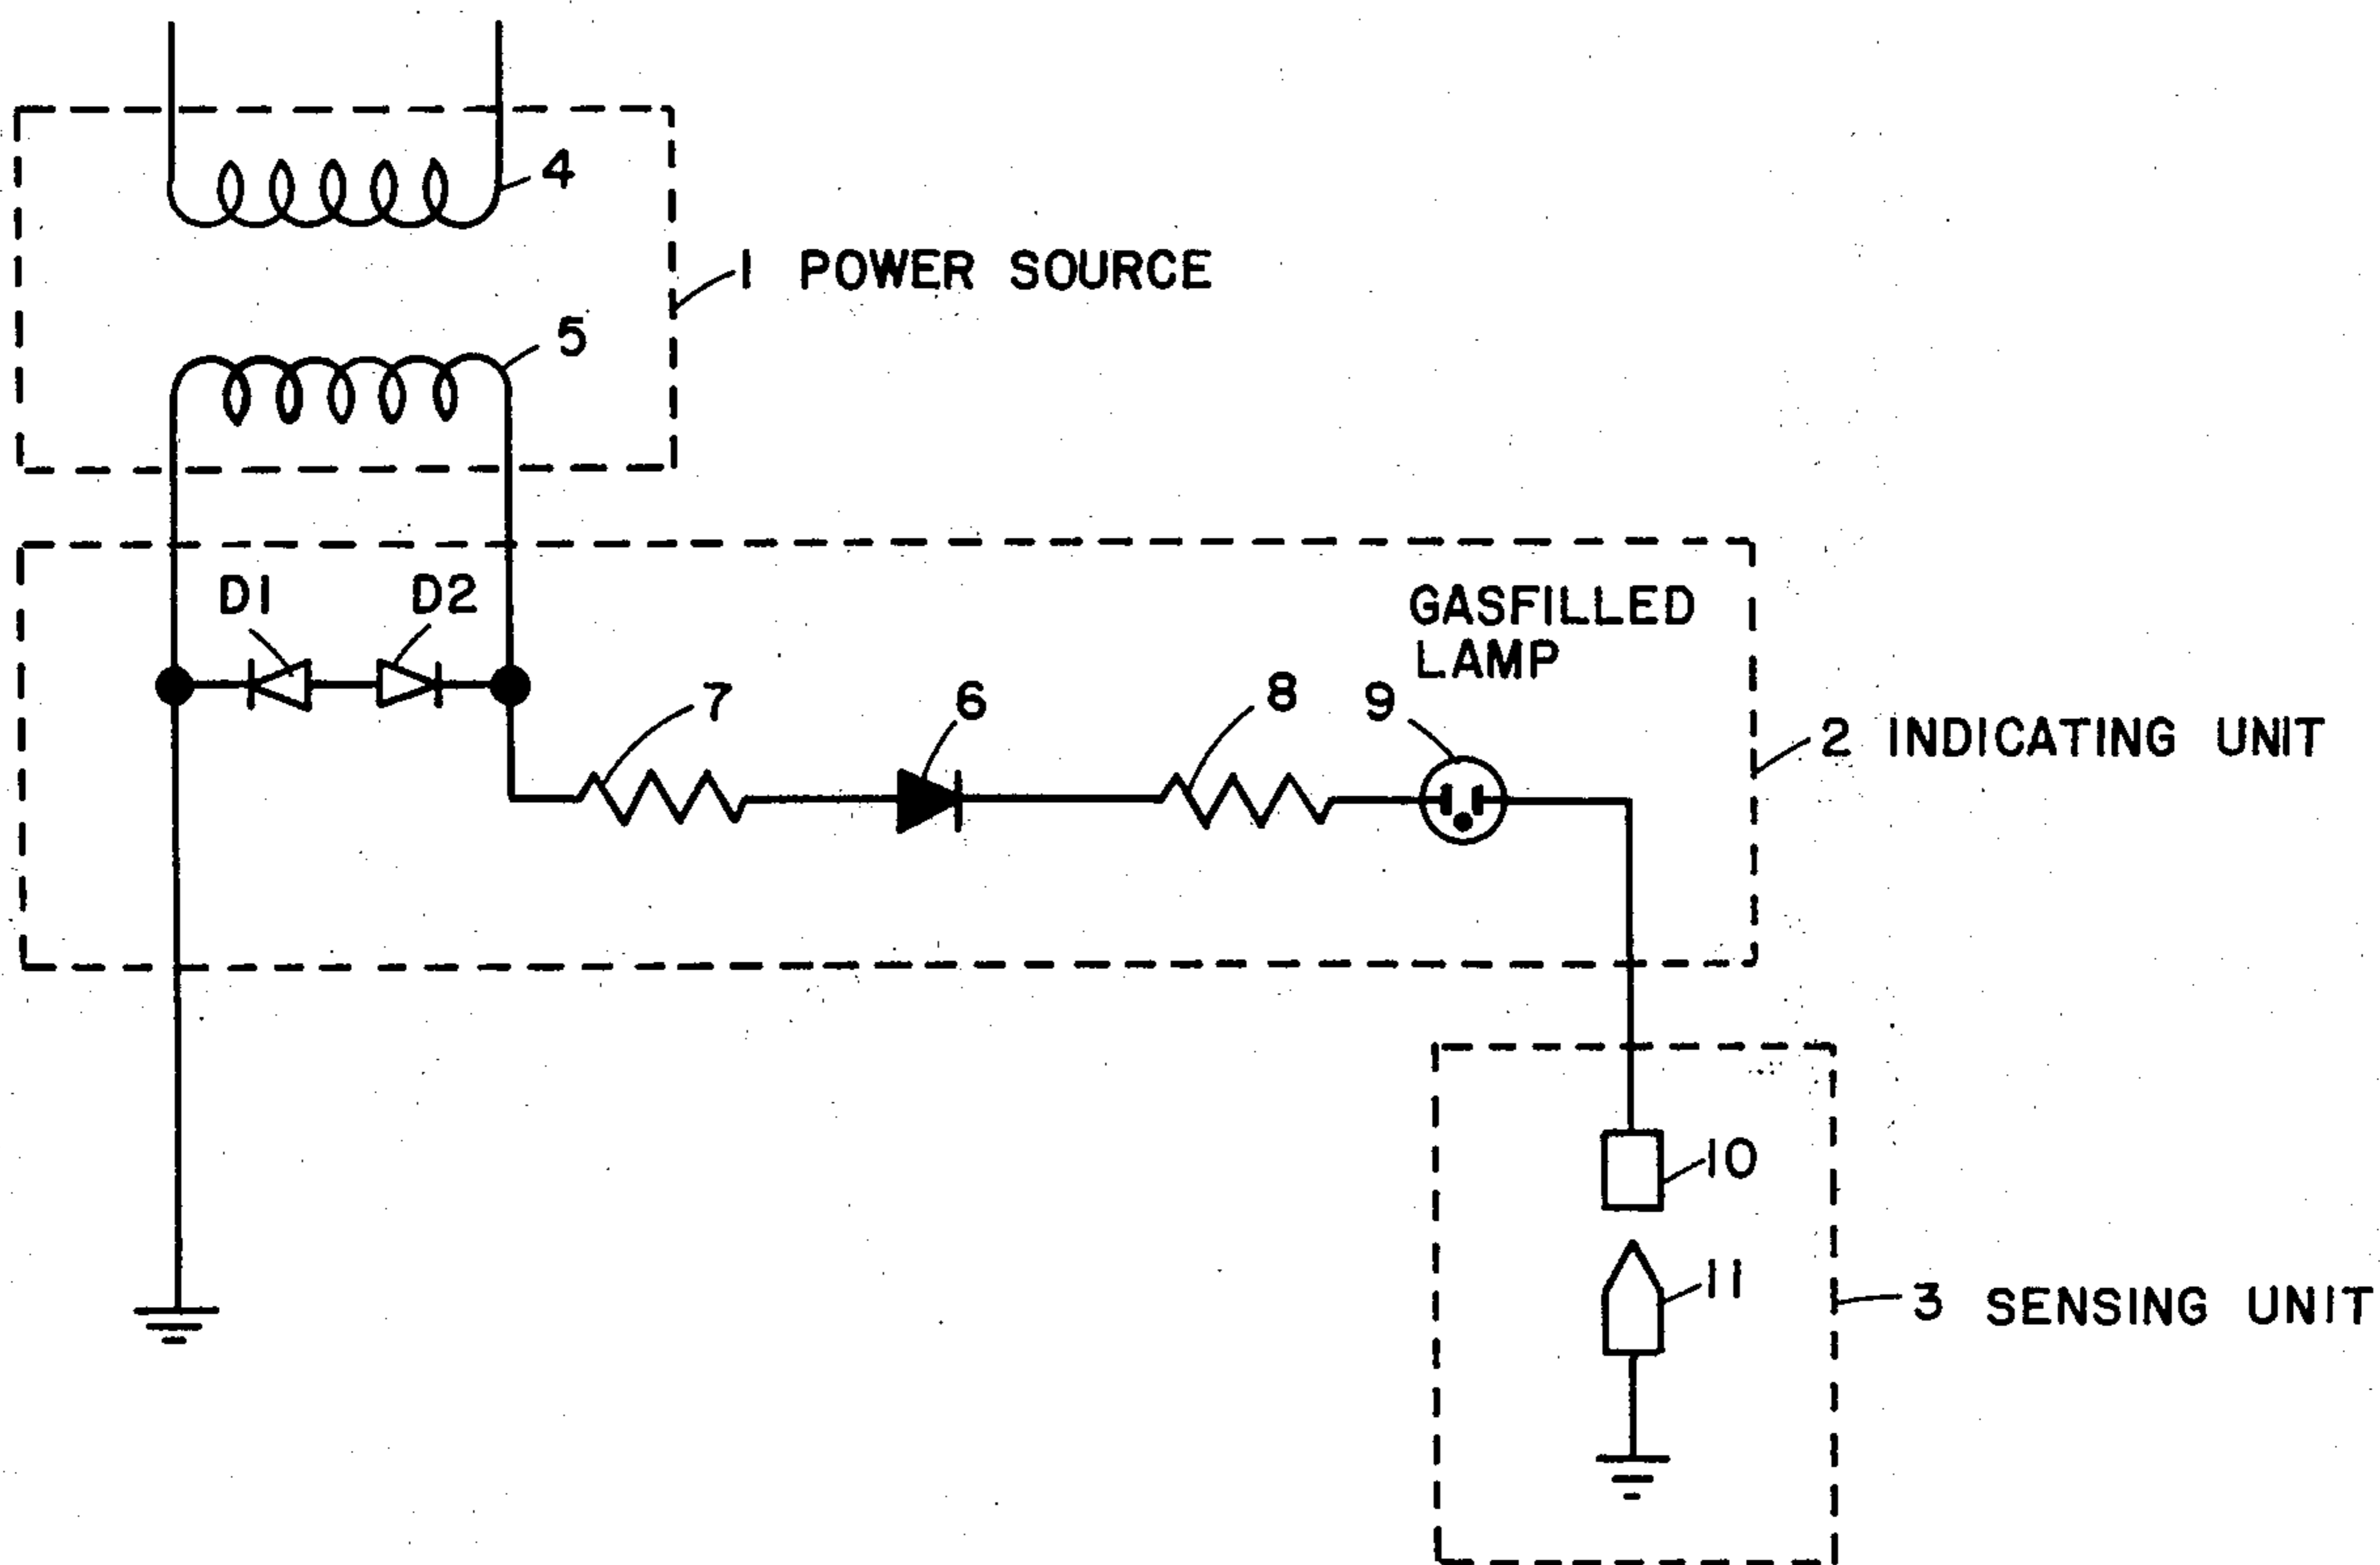 4
1 POWER SOURCE
5
D1 D2
GASFILLED
LAMP
7 6 8 9
2 INDICATING UNIT
10
11
3 SENSING UNIT